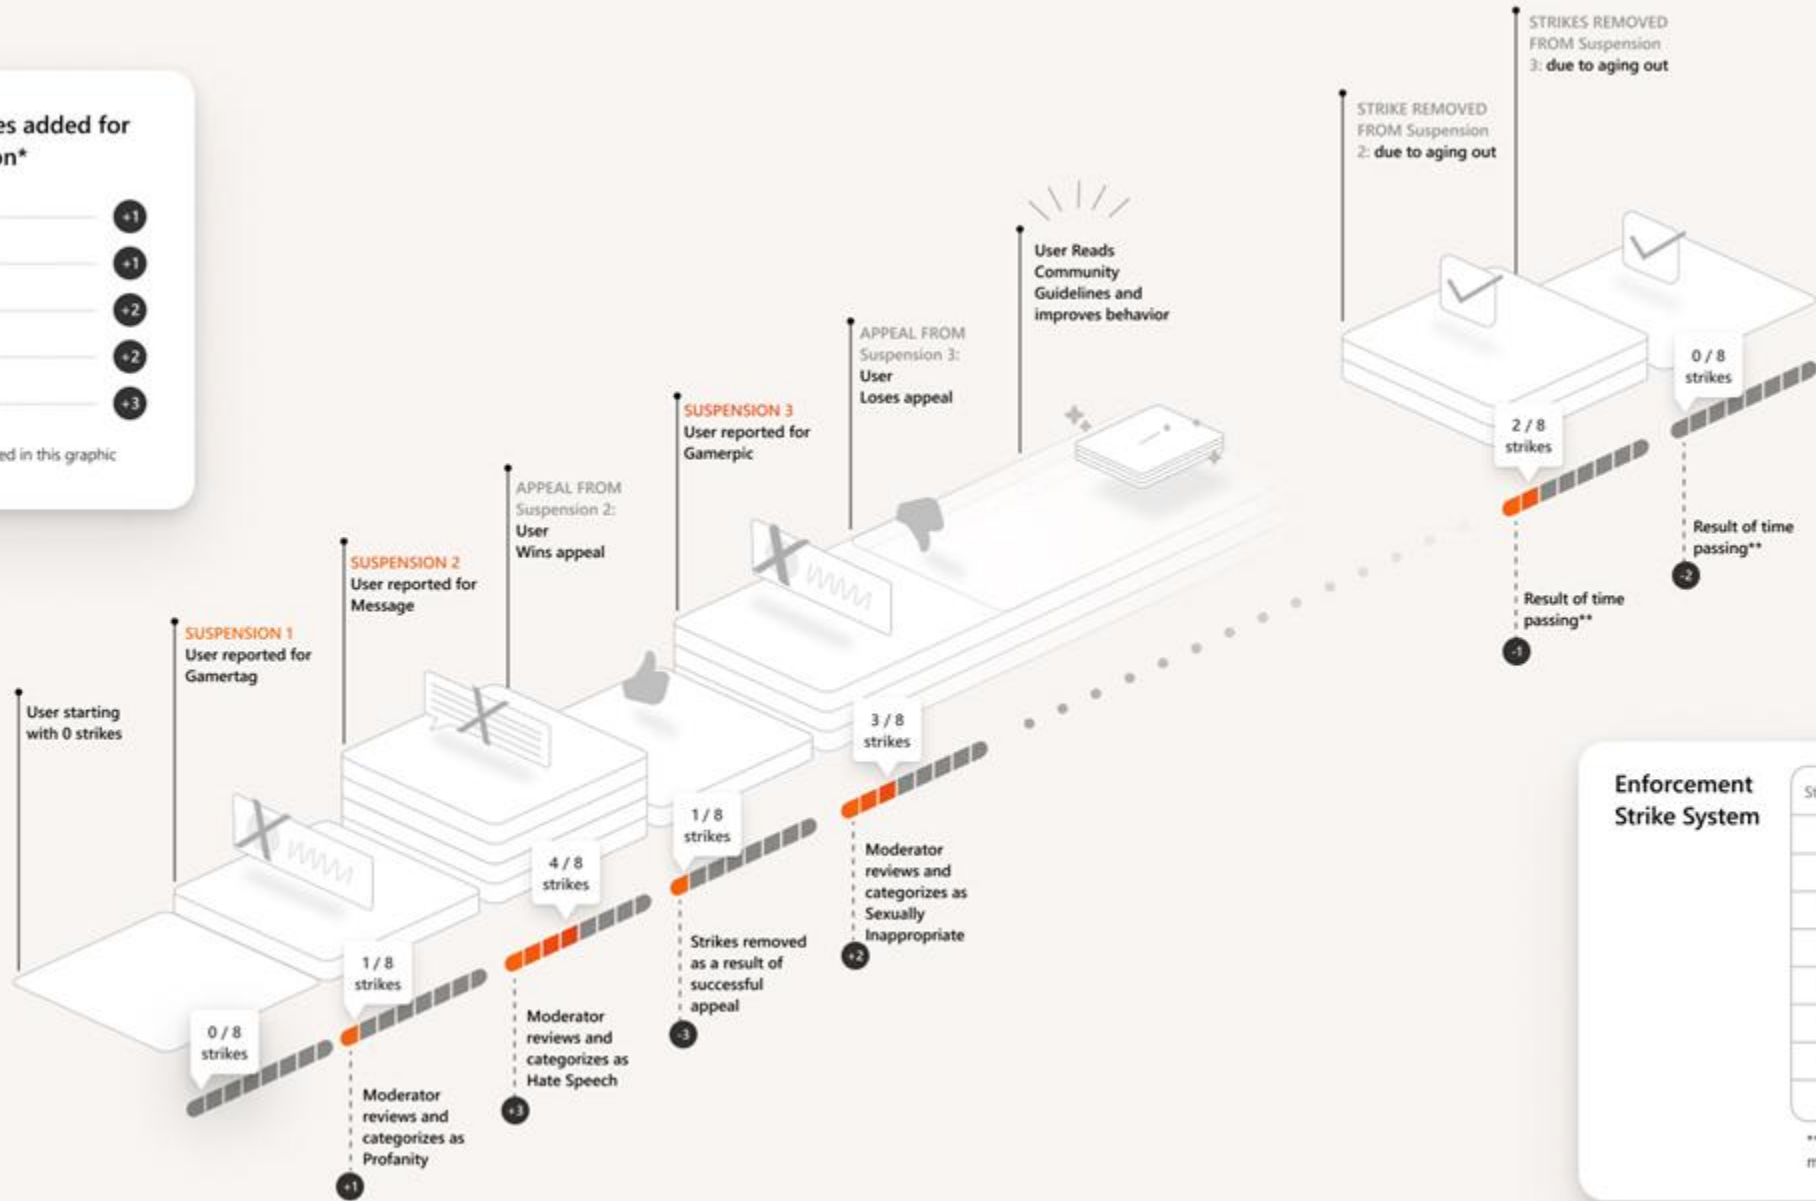 es added for
on*
+1
+1
+2
+2
+3
ed in this graphic
User starting
with 0 strikes
0 / 8
strikes
SUSPENSION 1
User reported for
Gamertag
1 / 8
strikes
Moderator
reviews and
categorizes as
Profanity
+1
SUSPENSION 2
User reported for
Message
4 / 8
strikes
Moderator
reviews and
categorizes as
Hate Speech
+3
APPEAL FROM
Suspension 2:
User
Wins appeal
1 / 8
strikes
Strikes removed
as a result of
successful
appeal
-3
SUSPENSION 3
User reported for
Gamerpic
3 / 8
strikes
Moderator
reviews and
categorizes as
Sexually
Inappropriate
+2
APPEAL FROM
Suspension 3:
User
Loses appeal
User Reads
Community
Guidelines and
improves behavior
STRIKE REMOVED
FROM Suspension
2: due to aging out
2 / 8
strikes
Result of time
passing**
-1
STRIKES REMOVED
FROM Suspension
3: due to aging out
0 / 8
strikes
Result of time
passing**
-2
Enforcement
Strike System
St
**
m